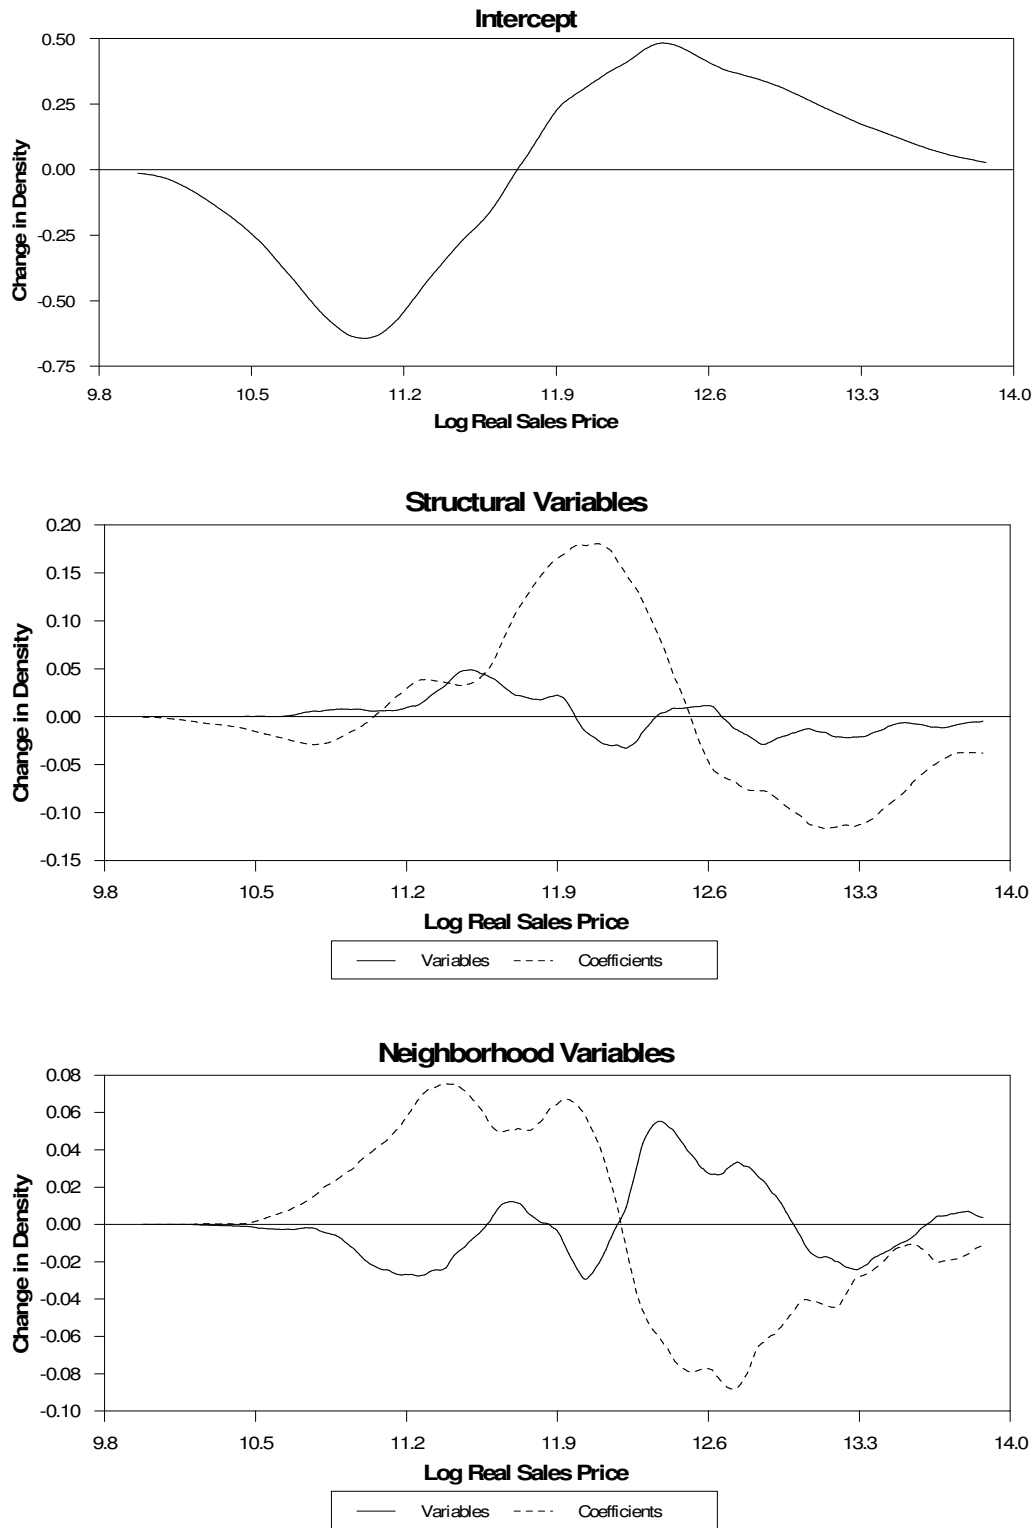 Intercept
0.50
0.25
0.00
-0.25
-0.50
-0.75
Change in Density
9.8 10.5 11.2 11.9 12.6 13.3 14.0
Log Real Sales Price
Structural Variables
0.20
0.15
0.10
0.05
0.00
-0.05
-0.10
-0.15
Change in Density
9.8 10.5 11.2 11.9 12.6 13.3 14.0
Log Real Sales Price
Variables Coefficients
Neighborhood Variables
0.08
0.06
0.04
0.02
0.00
-0.02
-0.04
-0.06
-0.08
-0.10
Change in Density
9.8 10.5 11.2 11.9 12.6 13.3 14.0
Log Real Sales Price
Variables Coefficients